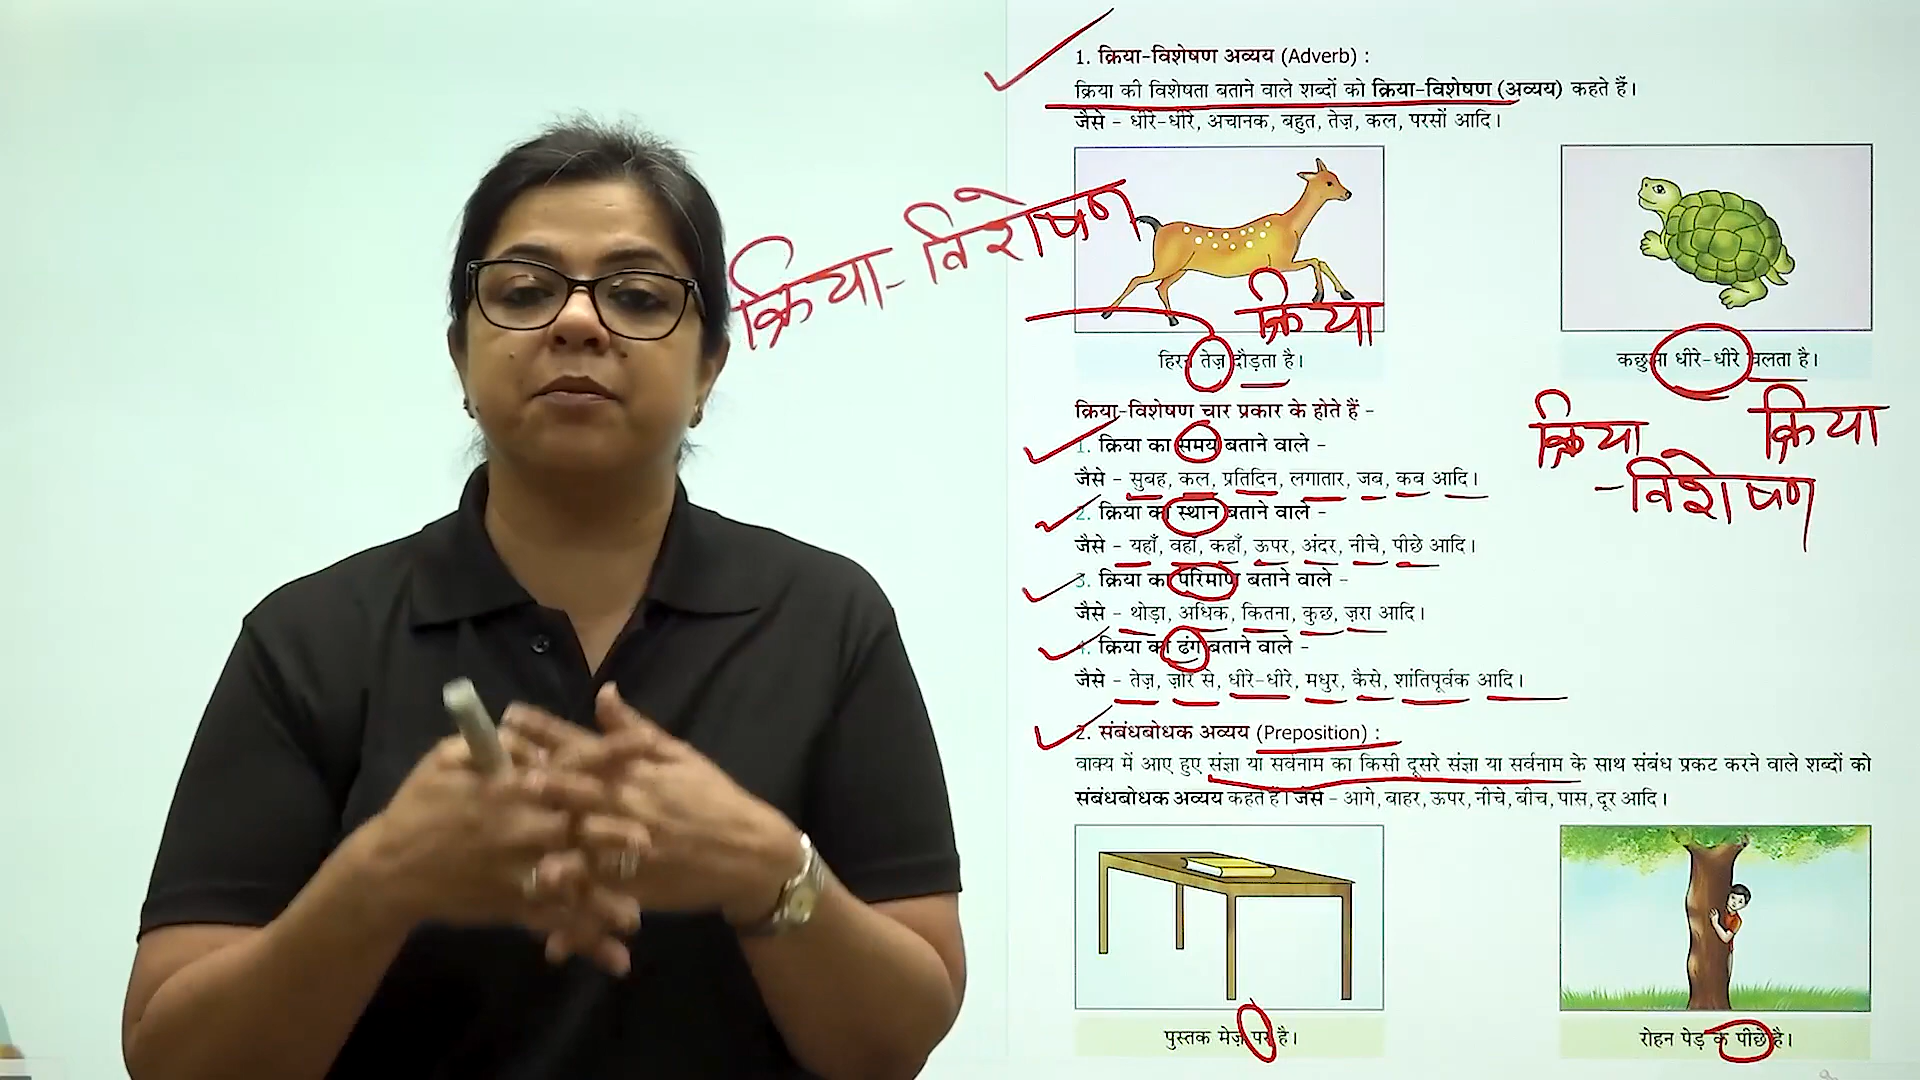 1. क्रिया-विशेषण अव्यय (Adverb) :
क्रिया की विशेषता बताने वाले शब्दों को क्रिया-विशेषण (अव्यय) कहते हैं।
जैसे - धीरे-धीरे, अचानक, बहुत, तेज़, कल, परसों आदि।
क्रिया-विशेषण
क्रिया
हिरन तेज़ दौड़ता है।
कछुआ धीरे-धीरे चलता है।
क्रिया
क्रिया
-विशेषण
क्रिया-विशेषण चार प्रकार के होते हैं -
1. क्रिया का समय बताने वाले -
जैसे - सुबह, कल, प्रतिदिन, लगातार, जब, कब आदि।
2. क्रिया का स्थान बताने वाले -
जैसे - यहाँ, वहाँ, कहाँ, ऊपर, अंदर, नीचे, पीछे आदि।
3. क्रिया का परिमाण बताने वाले -
जैसे - थोड़ा, अधिक, कितना, कुछ, ज़रा आदि।
4. क्रिया का ढंग बताने वाले -
जैसे - तेज़, ज़ोर से, धीरे-धीरे, मधुर, कैसे, शांतिपूर्वक आदि।
2. संबंधबोधक अव्यय (Preposition) :
वाक्य में आए हुए संज्ञा या सर्वनाम का किसी दूसरे संज्ञा या सर्वनाम के साथ संबंध प्रकट करने वाले शब्दों को
संबंधबोधक अव्यय कहते हैं। जैसे - आगे, बाहर, ऊपर, नीचे, बीच, पास, दूर आदि।
पुस्तक मेज़ पर है।
रोहन पेड़ के पीछे है।